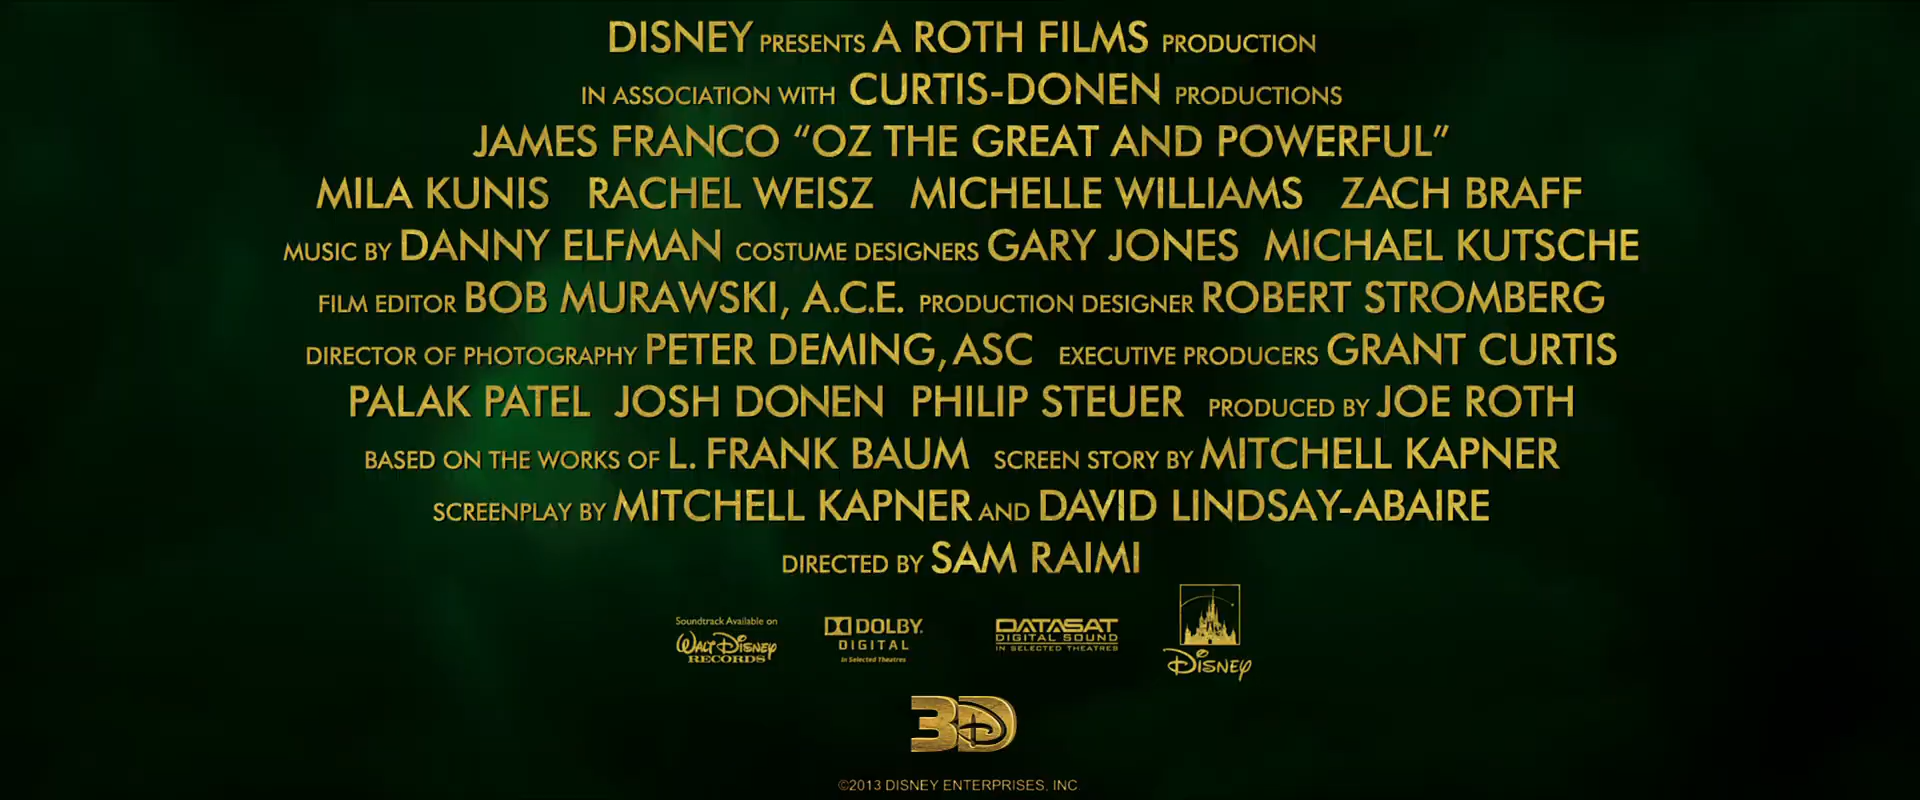 DISNEY PRESENTS A ROTH FILMS PRODUCTION
IN ASSOCIATION WITH CURTIS-DONEN PRODUCTIONS
JAMES FRANCO “OZ THE GREAT AND POWERFUL”
MILA KUNIS RACHEL WEISZ MICHELLE WILLIAMS ZACH BRAFF
MUSIC BY DANNY ELFMAN COSTUME DESIGNERS GARY JONES MICHAEL KUTSCHE
FILM EDITOR BOB MURAWSKI, A.C.E. PRODUCTION DESIGNER ROBERT STROMBERG
DIRECTOR OF PHOTOGRAPHY PETER DEMING, ASC EXECUTIVE PRODUCERS GRANT CURTIS
PALAK PATEL JOSH DONEN PHILIP STEUER PRODUCED BY JOE ROTH
BASED ON THE WORKS OF L. FRANK BAUM SCREEN STORY BY MITCHELL KAPNER
SCREENPLAY BY MITCHELL KAPNER AND DAVID LINDSAY-ABAIRE
DIRECTED BY SAM RAIMI
Soundtrack Available on
WALT DISNEY
RECORDS
DOLBY.
DIGITAL
In Selected Theatres
DATASAT
DIGITAL SOUND
IN SELECTED THEATRES
DISNEY
3D
©2013 DISNEY ENTERPRISES, INC.